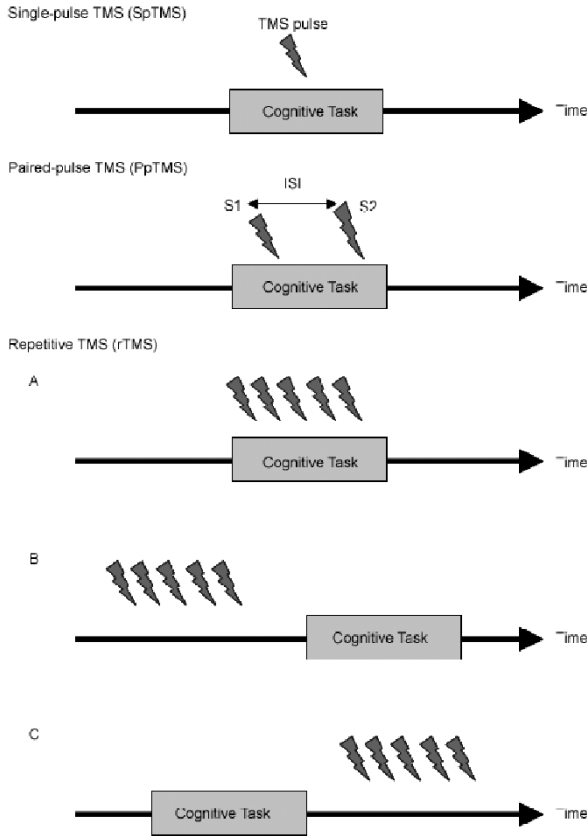 Single-pulse TMS (SpTMS)
TMS pulse
Cognitive Task
Time
Paired-pulse TMS (PpTMS)
ISI
S1
S2
Cognitive Task
Time
Repetitive TMS (rTMS)
A
Cognitive Task
Time
B
Cognitive Task
Time
C
Cognitive Task
Time